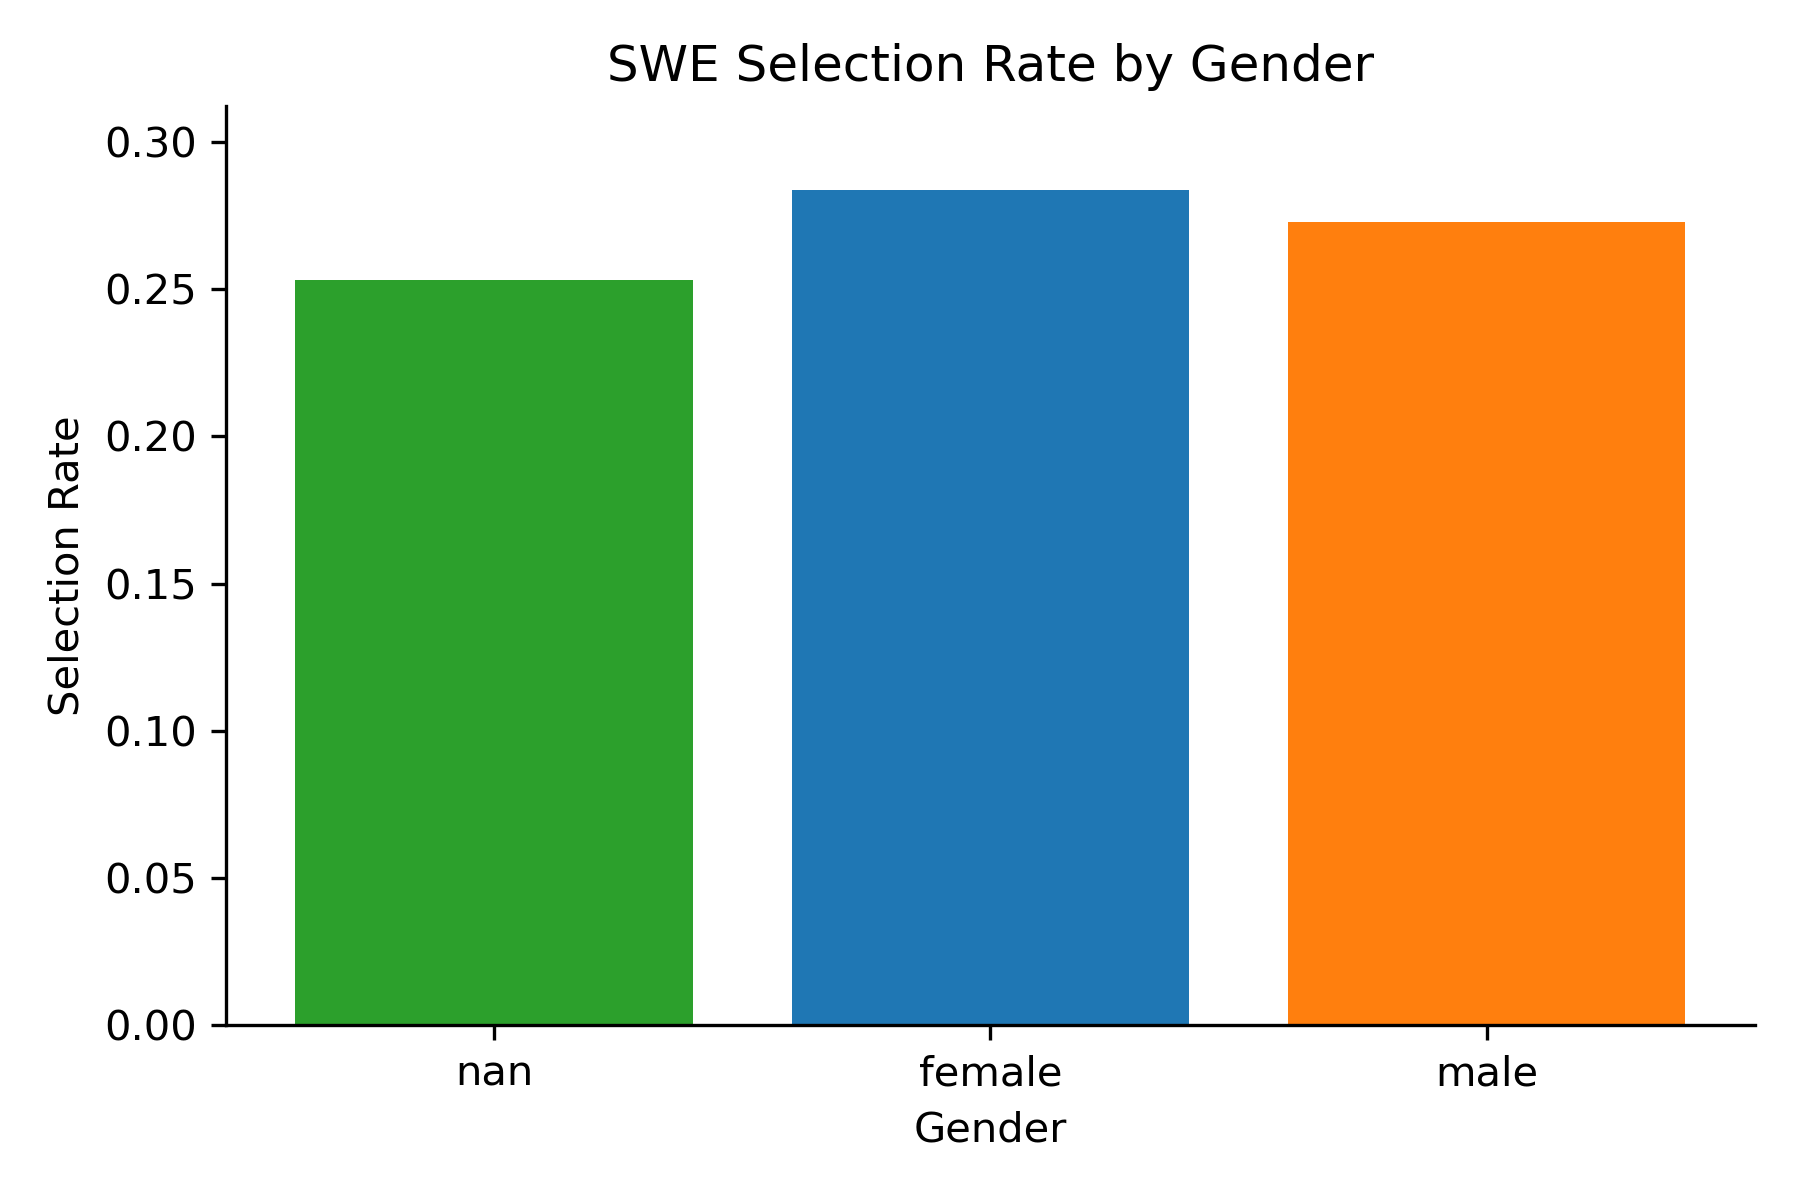 SWE Selection Rate by Gender
Selection Rate
0.30
0.25
0.20
0.15
0.10
0.05
0.00
nan
female
male
Gender